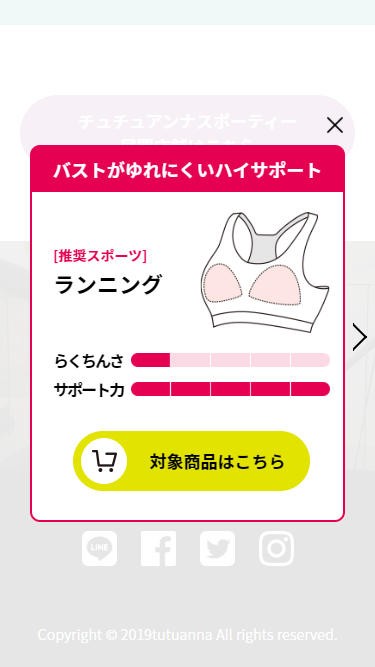 チュチュアンナスポーティー
バストがゆれにくいハイサポート
[推奨スポーツ]
ランニング
らくちんさ
サポート力
対象商品はこちら
LINE
Copyright © 2019tutuanna All rights reserved.